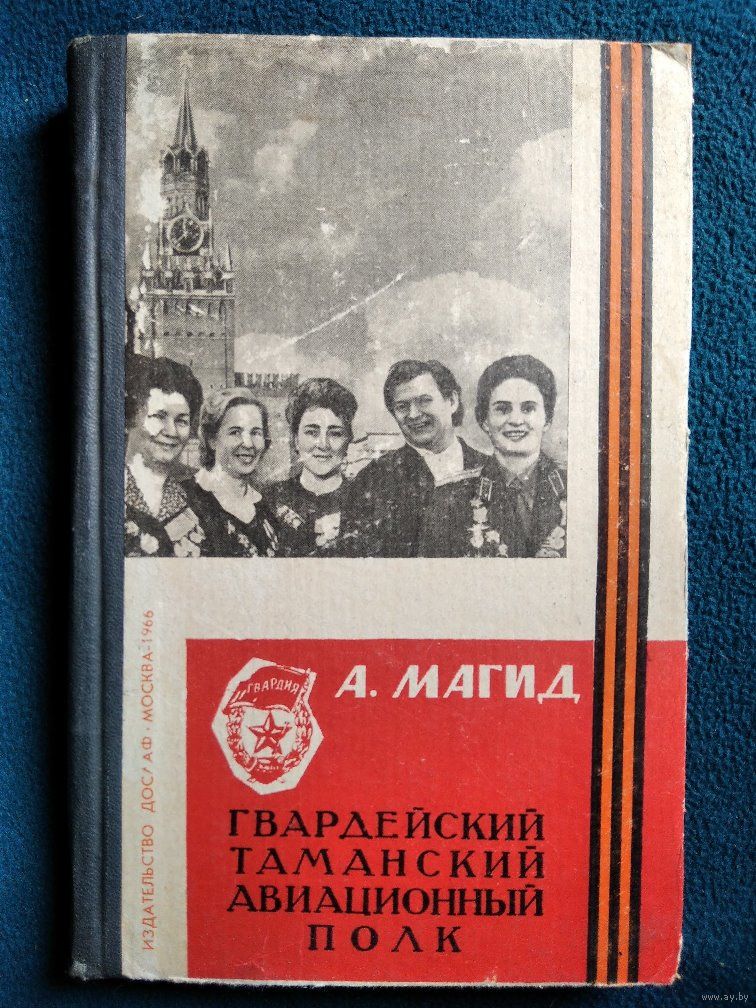 ГВАРДИЯ
А. МАГИД
ГВАРДЕЙСКИЙ
ТАМАНСКИЙ
АВИАЦИОННЫЙ
ПОЛК
ИЗДАТЕЛЬСТВО ДОСААФ · МОСКВА-1966
www.ay.by